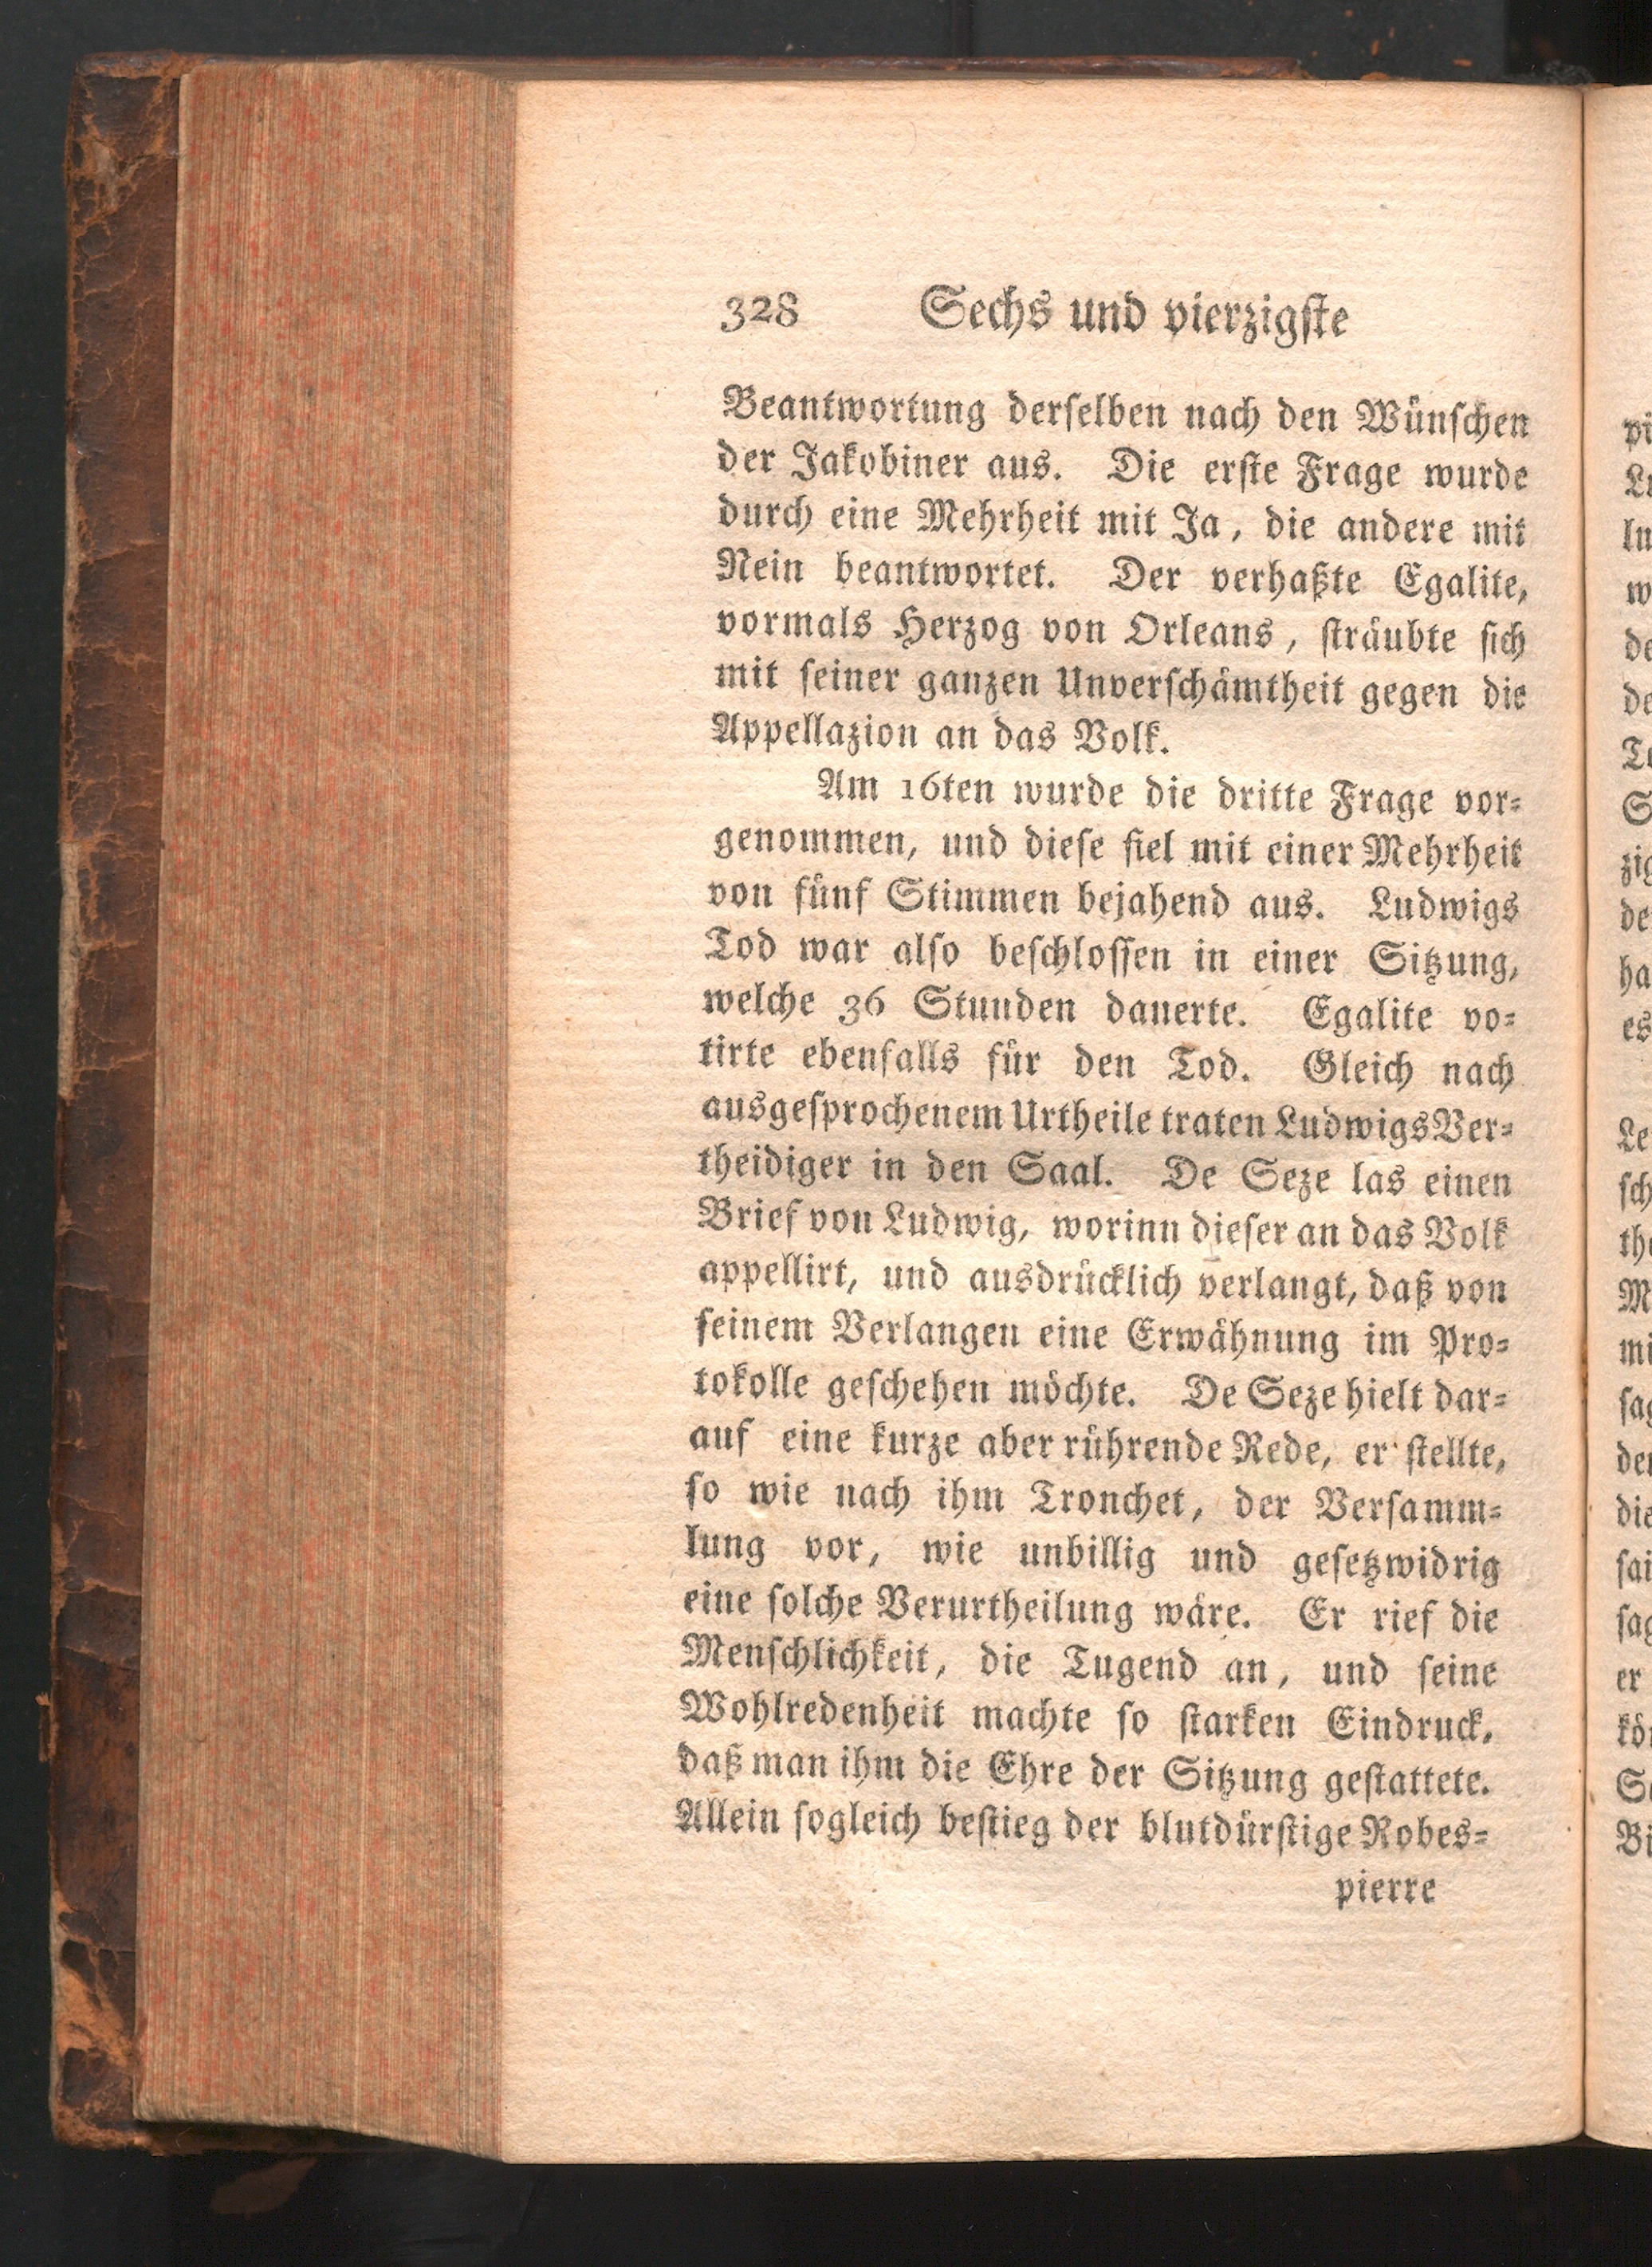 328 Sechs und vierzigſte
Beantwortung derſelben nach den Wünſchen
der Jakobiner aus. Die erſte Frage wurde
durch eine Mehrheit mit Ja, die andere mit
Nein beantwortet. Der verhaßte Egalite,
vormals Herzog von Orleans, ſträubte ſich
mit ſeiner ganzen Unverſchämtheit gegen die
Appellazion an das Volk.
Am 16ten wurde die dritte Frage vor⸗
genommen, und dieſe fiel mit einer Mehrheit
von fünf Stimmen bejahend aus. Ludwigs
Tod war alſo beſchloſſen in einer Sitzung,
welche 36 Stunden dauerte. Egalite vo⸗
tirte ebenfalls für den Tod. Gleich nach
ausgeſprochenem Urtheile traten Ludwigs Ver⸗
theidiger in den Saal. De Seze las einen
Brief von Ludwig, worinn dieſer an das Volk
appellirt, und ausdrücklich verlangt, daß von
ſeinem Verlangen eine Erwähnung im Pro⸗
tokolle geſchehen möchte. De Seze hielt dar⸗
auf eine kurze aber rührende Rede, er ſtellte,
ſo wie nach ihm Tronchet, der Verſamm⸗
lung vor, wie unbillig und geſetzwidrig
eine ſolche Verurtheilung wäre. Er rief die
Menſchlichkeit, die Tugend an, und ſeine
Wohlredenheit machte ſo ſtarken Eindruck,
daß man ihm die Ehre der Sitzung geſtattete.
Allein ſogleich beſtieg der blutdürſtige Robes⸗
pierre